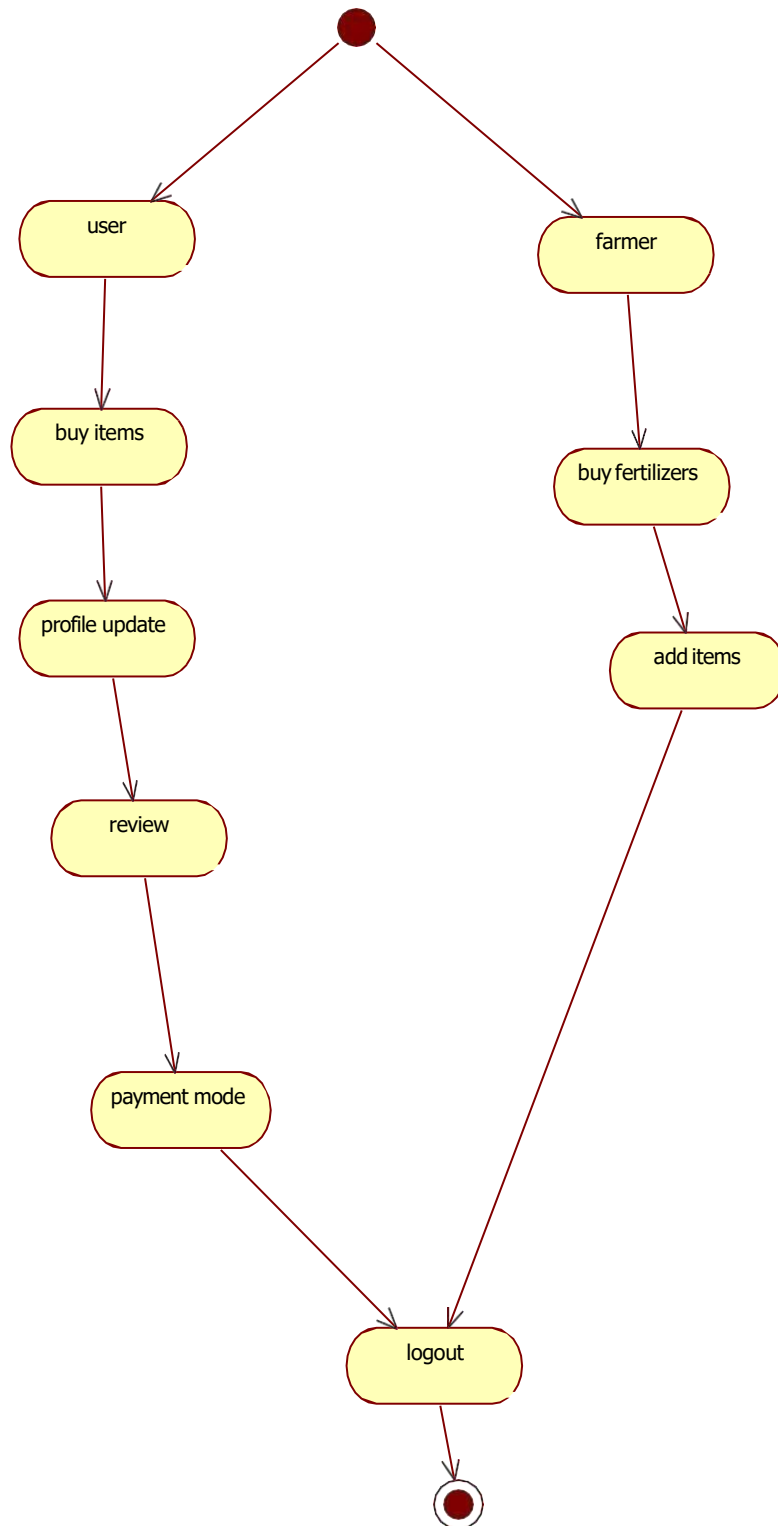 user
farmer
buy items
buy fertilizers
profile update
add items
review
payment mode
logout